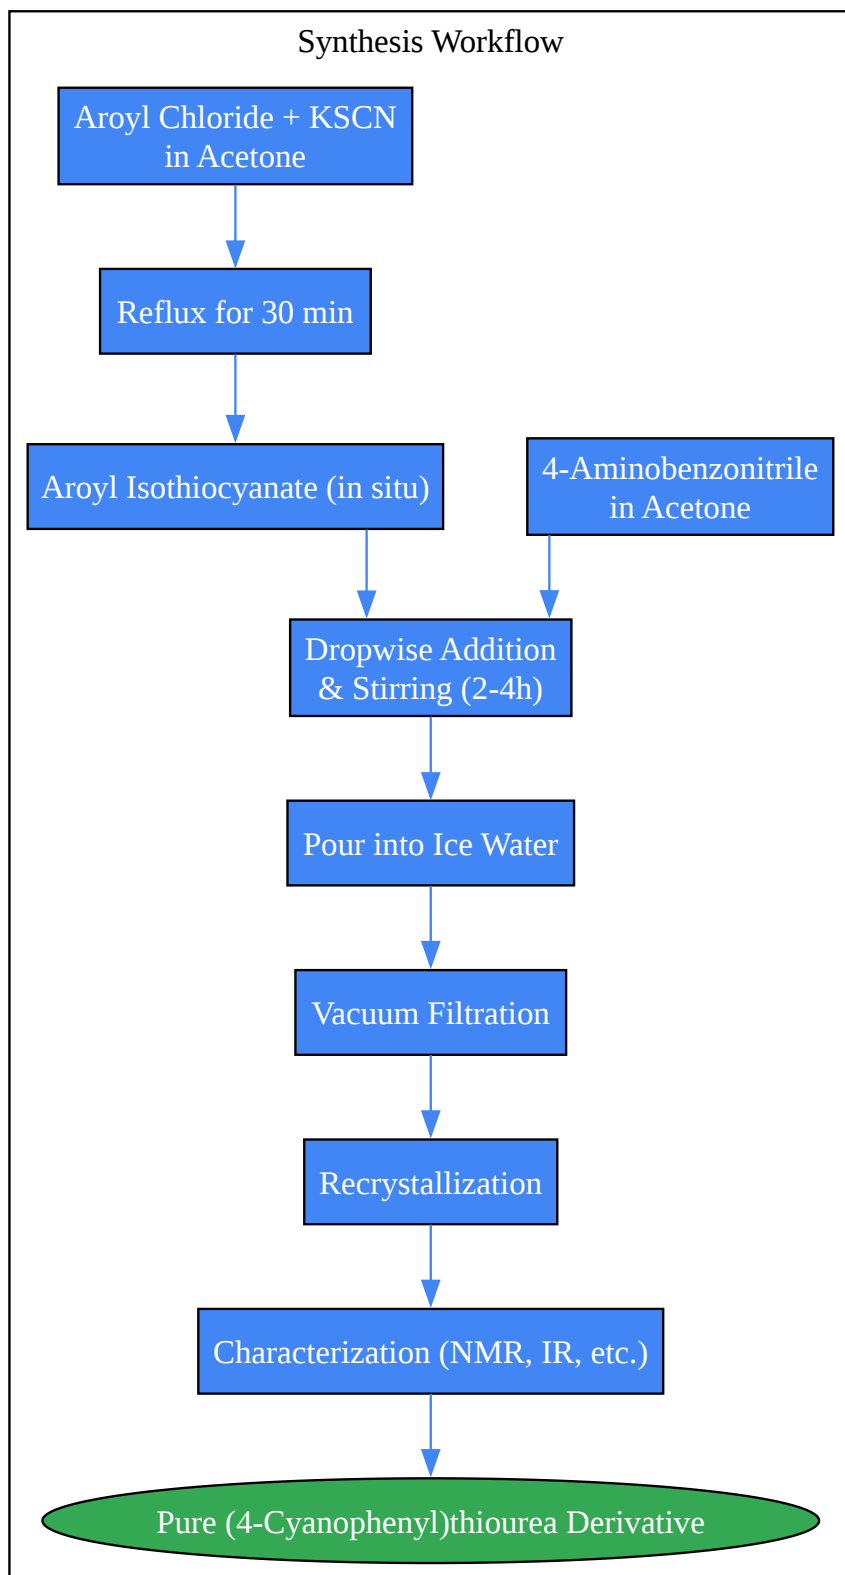 Synthesis Workflow
Aroyl Chloride + KSCN
in Acetone
Reflux for 30 min
Aroyl Isothiocyanate (in situ)
4-Aminobenzonitrile
in Acetone
Dropwise Addition
& Stirring (2-4h)
Pour into Ice Water
Vacuum Filtration
Recrystallization
Characterization (NMR, IR, etc.)
Pure (4-Cyanophenyl)thiourea Derivative